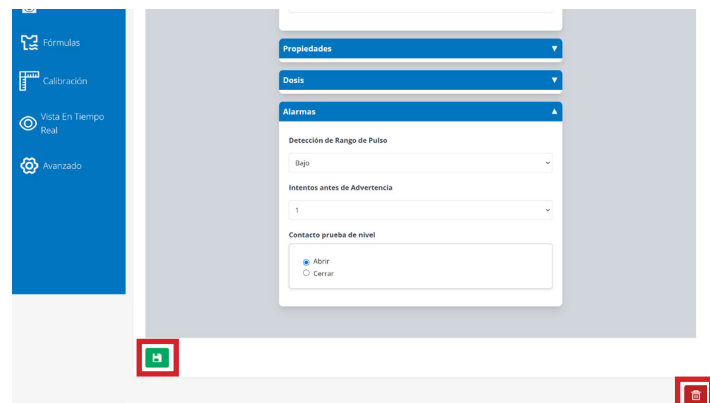 Fórmulas
Calibración
Vista En Tiempo
Real
Avanzado
Propiedades
Dosis
Alarmas
Detección de Rango de Pulso
Bajo
Intentos antes de Advertencia
1
Contacto prueba de nivel
Abrir
Cerrar